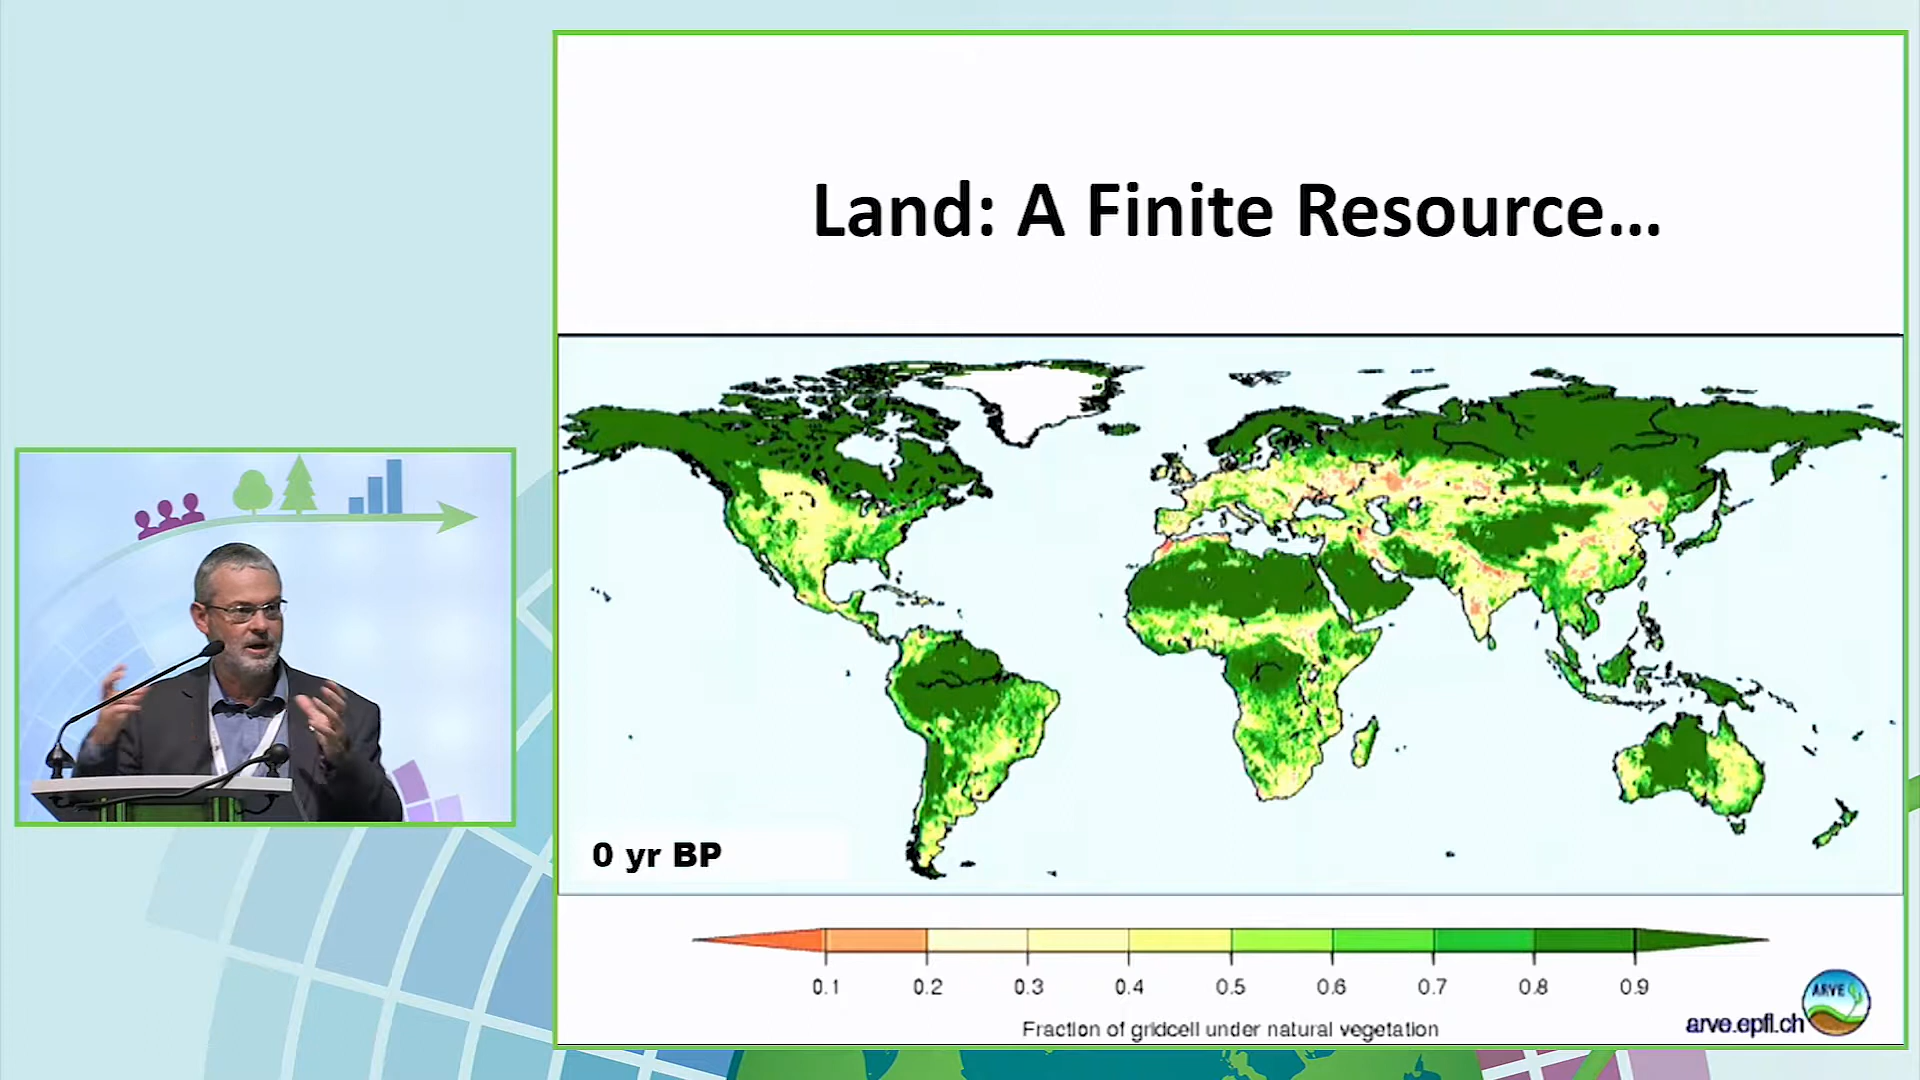 Land: A Finite Resource...
0 yr BP
0.1 0.2 0.3 0.4 0.5 0.6 0.7 0.8 0.9
Fraction of gridcell under natural vegetation
ARVE
arve.epfl.ch